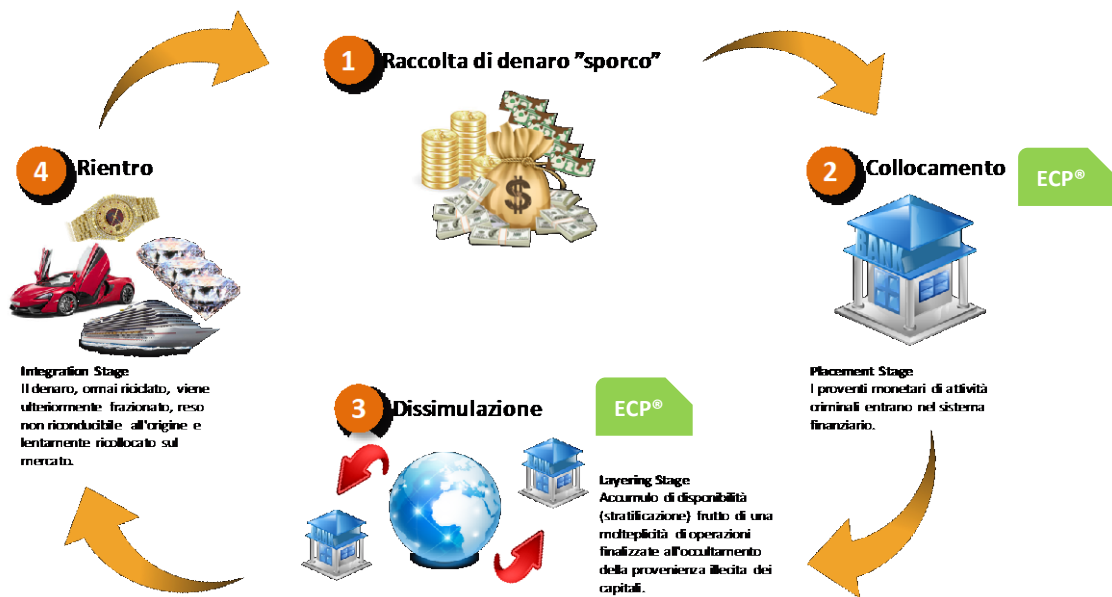 1
Raccolta di denaro ”sporco”
2
Collocamento
ECP®
BANK
Placement Stage
I proventi monetari di attività
criminali entrano nel sistema
finanziario.
3
Dissimulazione
ECP®
BANK
BANK
Layering Stage
Accumulo di disponibilità
(stratificazione) frutto di una
molteplicità di operazioni
finalizzate all'occultamento
della provenienza illecita dei
capitali.
4
Rientro
Integration Stage
Il denaro, ormai riciclato, viene
ulteriormente frazionato, reso
non riconducibile all'origine e
lentamente ricollocato sul
mercato.
$